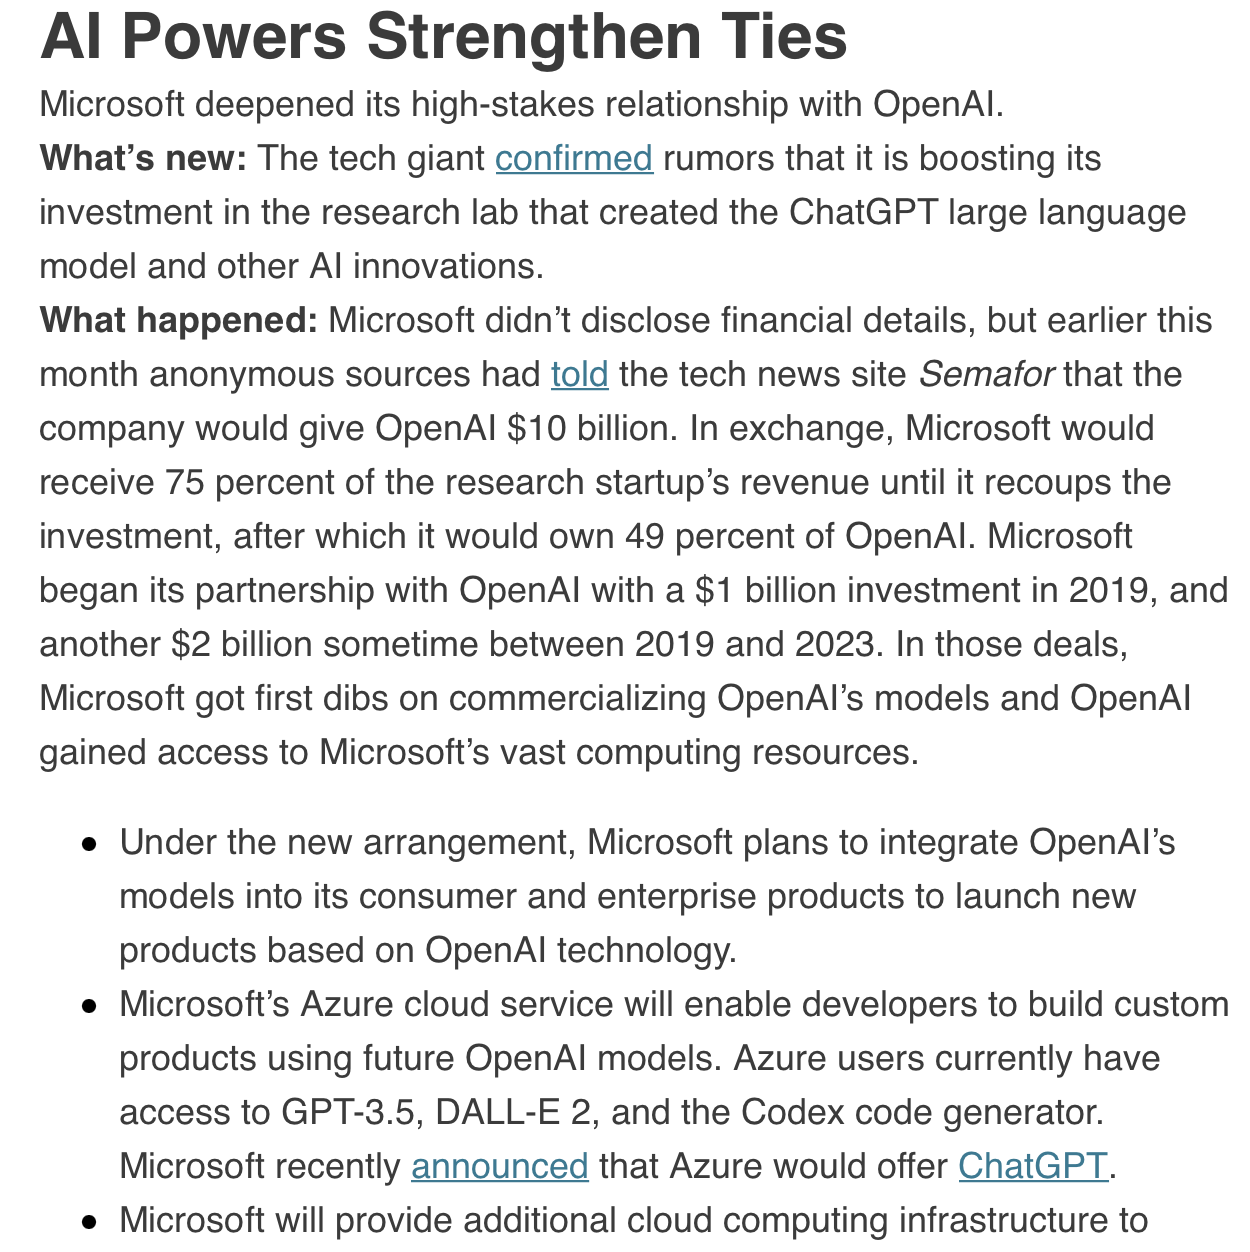 AI Powers Strengthen Ties
Microsoft deepened its high-stakes relationship with OpenAI.
What’s new: The tech giant confirmed rumors that it is boosting its
investment in the research lab that created the ChatGPT large language
model and other AI innovations.
What happened: Microsoft didn’t disclose financial details, but earlier this
month anonymous sources had told the tech news site Semafor that the
company would give OpenAI $10 billion. In exchange, Microsoft would
receive 75 percent of the research startup’s revenue until it recoups the
investment, after which it would own 49 percent of OpenAI. Microsoft
began its partnership with OpenAI with a $1 billion investment in 2019, and
another $2 billion sometime between 2019 and 2023. In those deals,
Microsoft got first dibs on commercializing OpenAI’s models and OpenAI
gained access to Microsoft’s vast computing resources.
● Under the new arrangement, Microsoft plans to integrate OpenAI’s
models into its consumer and enterprise products to launch new
products based on OpenAI technology.
● Microsoft’s Azure cloud service will enable developers to build custom
products using future OpenAI models. Azure users currently have
access to GPT-3.5, DALL-E 2, and the Codex code generator.
Microsoft recently announced that Azure would offer ChatGPT.
● Microsoft will provide additional cloud computing infrastructure to